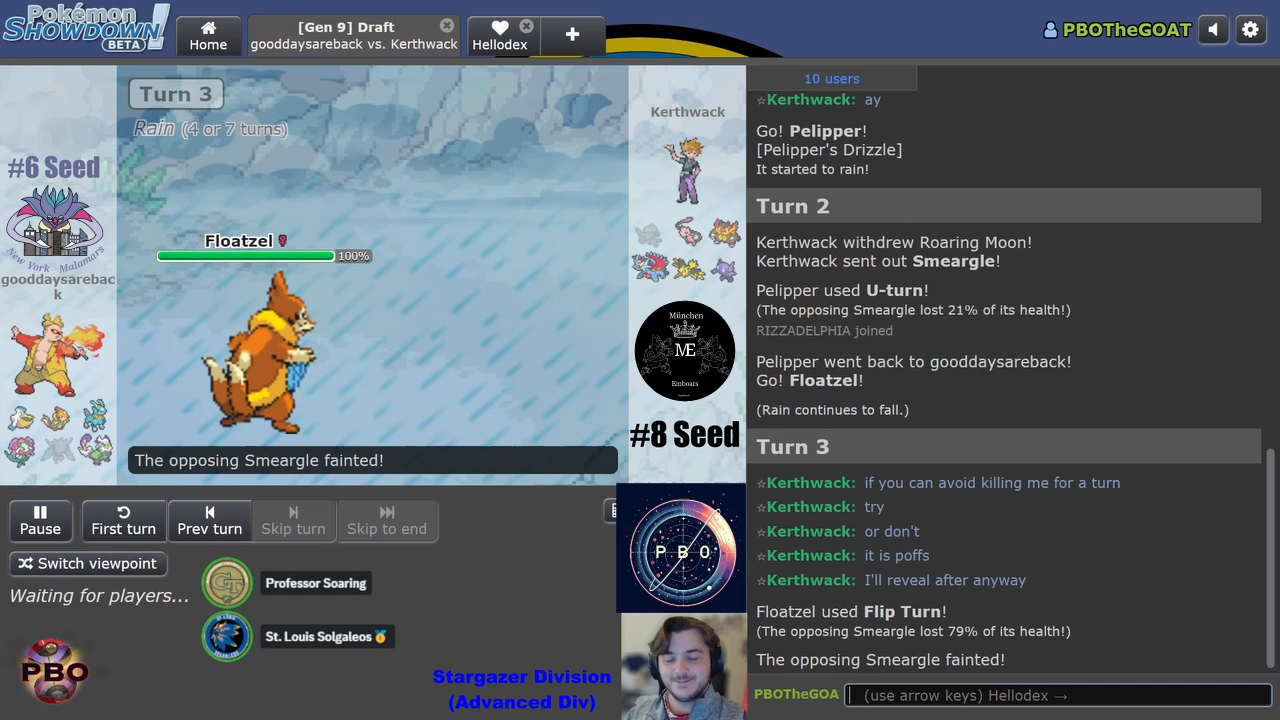 Pokémon
SHOWDOWN!
BETA
Home
[Gen 9] Draft
gooddaysareback vs. Kerthwack
Hellodex
+
PBOTheGOAT
Turn 3
Rain (4 or 7 turns)
#6 Seed
New York Malamars
gooddaysareback
k
Floatzel
100%
The opposing Smeargle fainted!
Kerthwack
München
ME
Emboars
#8 Seed
10 users
☆Kerthwack: ay
Go! Pelipper!
[Pelipper's Drizzle]
It started to rain!
Turn 2
Kerthwack withdrew Roaring Moon!
Kerthwack sent out Smeargle!
Pelipper used U-turn!
(The opposing Smeargle lost 21% of its health!)
RIZZADELPHIA joined
Pelipper went back to gooddaysareback!
Go! Floatzel!
(Rain continues to fall.)
Turn 3
☆Kerthwack: if you can avoid killing me for a turn
☆Kerthwack: try
☆Kerthwack: or don't
☆Kerthwack: it is poffs
☆Kerthwack: I'll reveal after anyway
Floatzel used Flip Turn!
(The opposing Smeargle lost 79% of its health!)
The opposing Smeargle fainted!
PBOTheGOA
(use arrow keys) Hellodex →
Pause
First turn
Prev turn
Skip turn
Skip to end
Switch viewpoint
Waiting for players...
GT
Professor Soaring
St. Louis Solgaleos
PBO
PBO
Stargazer Division
(Advanced Div)